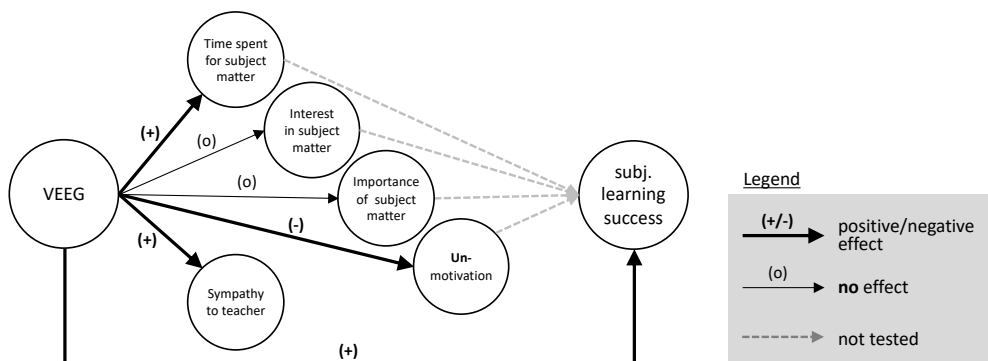 Time spent
for subject
matter
Interest
in subject
matter
Importance
of subject
matter
Un-
motivation
Sympathy
to teacher
VEEG
subj.
learning
success
(+)
(o)
(o)
(-)
(+)
(+)
Legend
(+/-)
positive/negative
effect
(o)
no effect
not tested